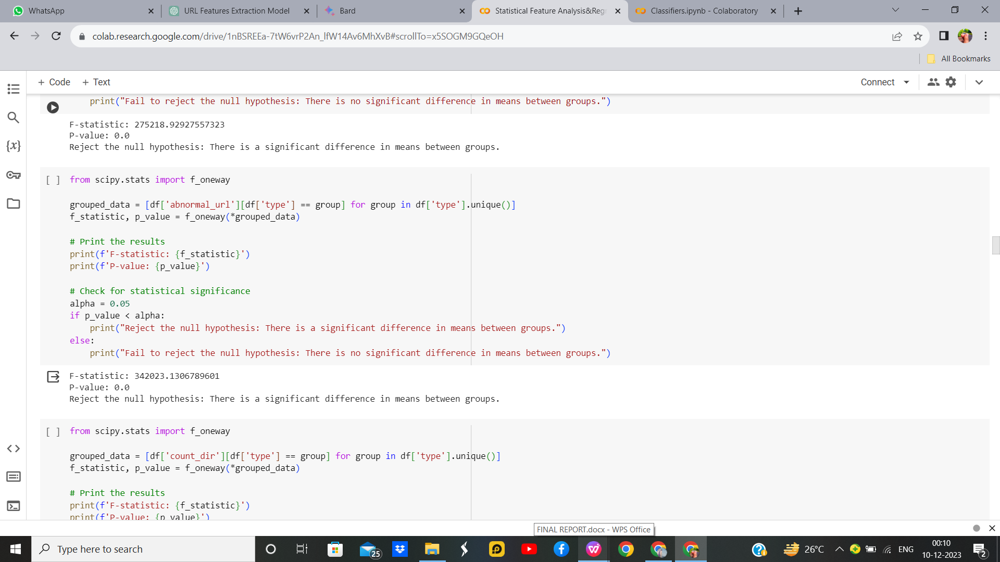 WhatsApp
URL Features Extraction Model
Bard
Statistical Feature Analysis&Reg
Classifiers.ipynb - Colaboratory
colab.research.google.com/drive/1nBSREEa-7tW6vrP2An_lfW14Av6MhXvB#scrollTo=x5SOGM9GQeOH
All Bookmarks
+ Code + Text
Connect
print("Fail to reject the null hypothesis: There is no significant difference in means between groups.")
F-statistic: 275218.92927557323
P-value: 0.0
Reject the null hypothesis: There is a significant difference in means between groups.
{x}
[ ] from scipy.stats import f_oneway
grouped_data = [df['abnormal_url'][df['type'] == group] for group in df['type'].unique()]
f_statistic, p_value = f_oneway(*grouped_data)
# Print the results
print(f'F-statistic: {f_statistic}')
print(f'P-value: {p_value}')
# Check for statistical significance
alpha = 0.05
if p_value < alpha:
    print("Reject the null hypothesis: There is a significant difference in means between groups.")
else:
    print("Fail to reject the null hypothesis: There is no significant difference in means between groups.")
F-statistic: 342023.1306789601
P-value: 0.0
Reject the null hypothesis: There is a significant difference in means between groups.
[ ] from scipy.stats import f_oneway
grouped_data = [df['count_dir'][df['type'] == group] for group in df['type'].unique()]
f_statistic, p_value = f_oneway(*grouped_data)
# Print the results
print(f'F-statistic: {f_statistic}')
print(f'P-value: {p_value}')
FINAL REPORT.docx - WPS Office
Type here to search
25
26°C
ENG
00:10
10-12-2023
2